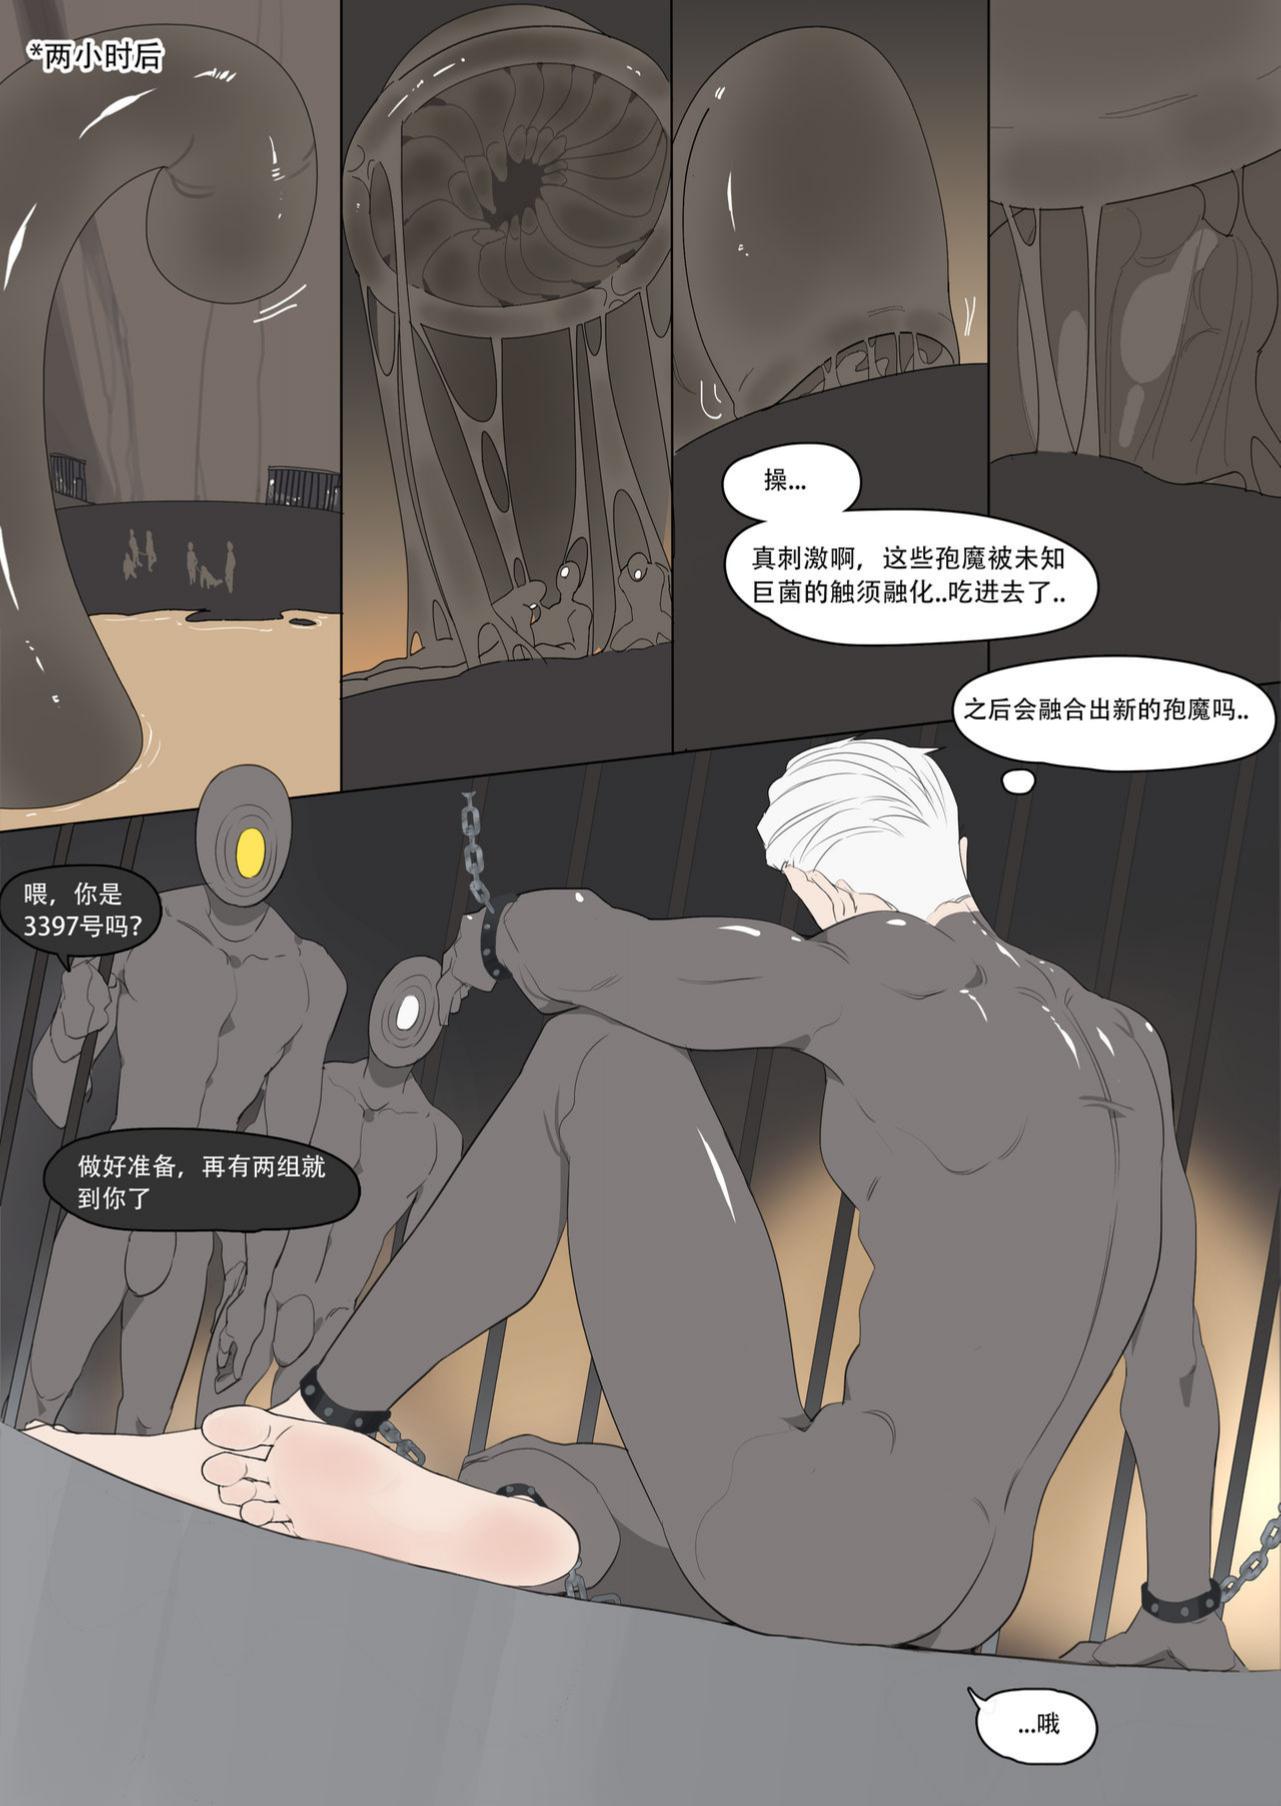 *两小时后
操...
真刺激啊，这些孢魔被未知
巨菌的触须融化..吃进去了..
之后会融合出新的孢魔吗..
喂，你是
3397号吗?
做好准备，再有两组就
到你了
...哦